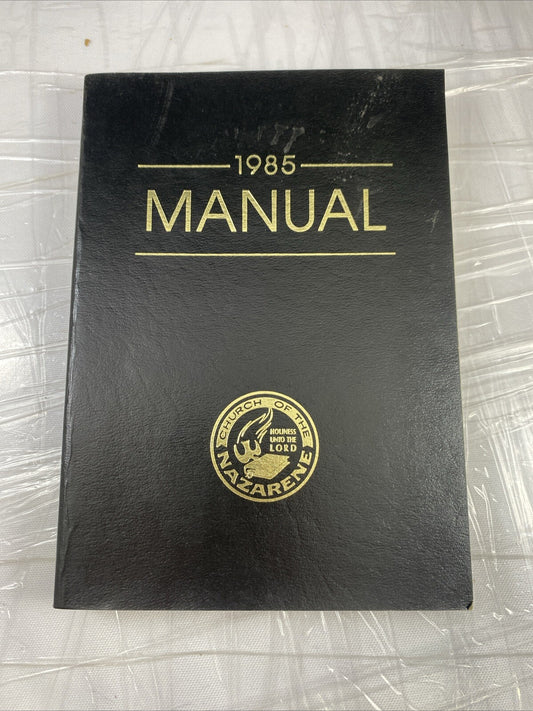 1985
MANUAL
CHURCH OF THE
HOLINESS
UNTO THE
LORD
NAZARENE